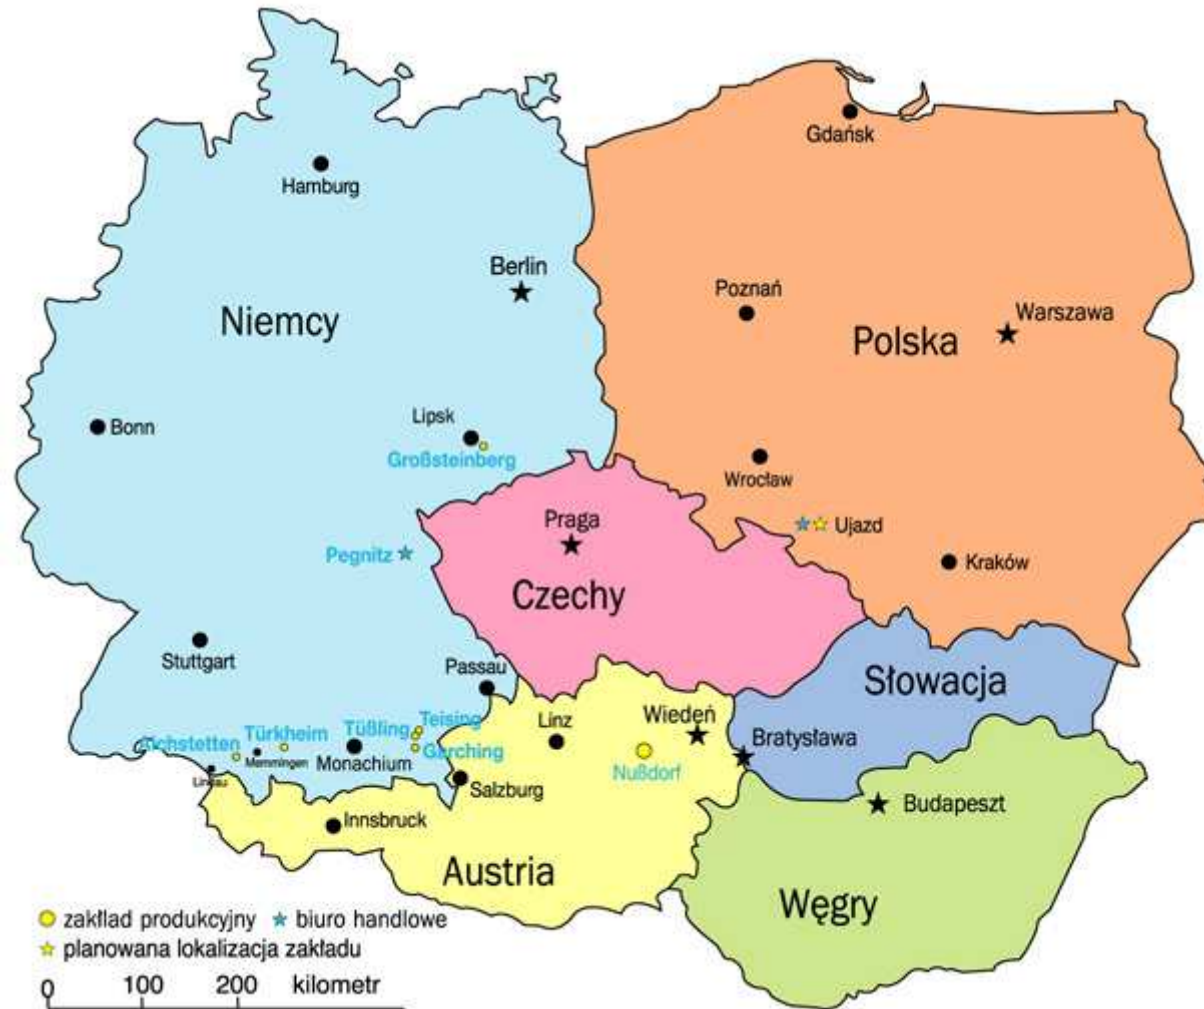 Gdańsk
Hamburg
Berlin
Poznań
Niemcy
Warszawa
Polska
Lipsk
Bonn
Großsteinberg
Wrocław
Praga
Ujazd
Pegnitz
Kraków
Czechy
Stuttgart
Passau
Słowacja
Türkheim
Tüßling
Teising
Linz
Wiedeń
Aichstetten
Memmingen
Monachium
Garching
Bratysława
Lindau
Nußdorf
Salzburg
Budapeszt
Innsbruck
Austria
Węgry
zakład produkcyjny
biuro handlowe
planowana lokalizacja zakładu
0 100 200 kilometr